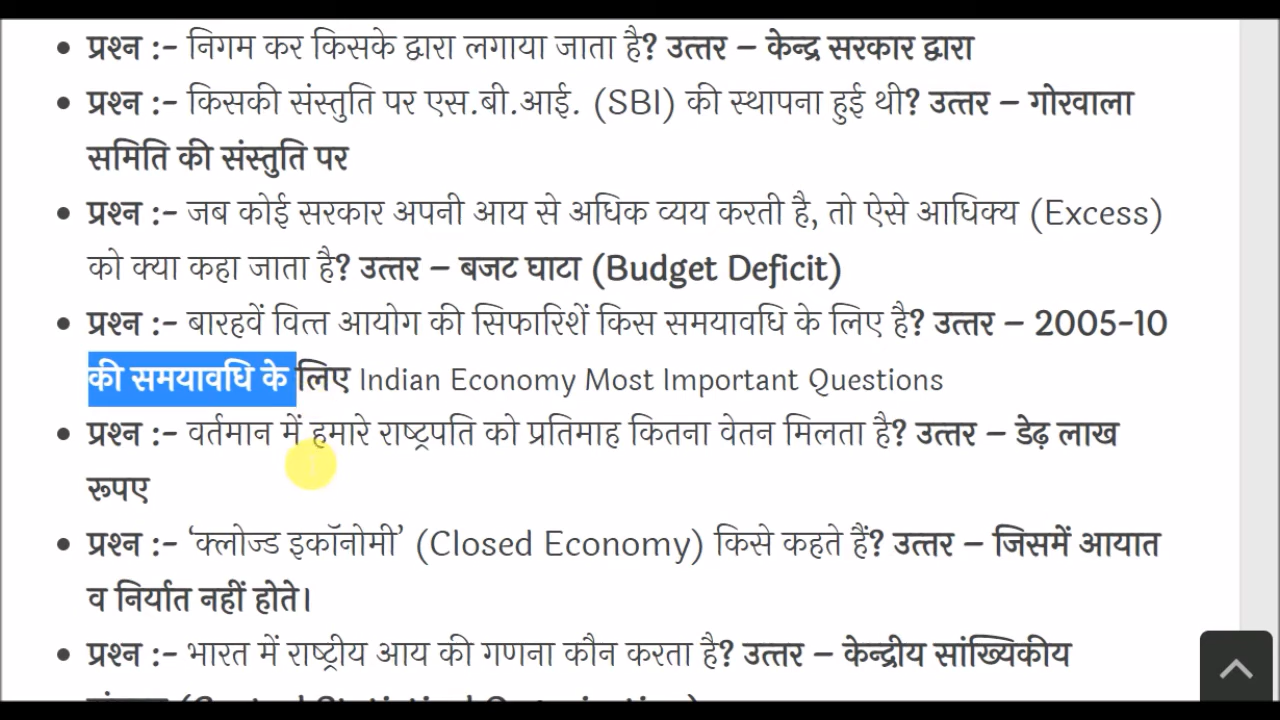 • प्रश्न :- निगम कर किसके द्वारा लगाया जाता है? उत्तर – केन्द्र सरकार द्वारा
• प्रश्न :- किसकी संस्तुति पर एस.बी.आई. (SBI) की स्थापना हुई थी? उत्तर – गोरवाला
समिति की संस्तुति पर
• प्रश्न :- जब कोई सरकार अपनी आय से अधिक व्यय करती है, तो ऐसे आधिक्य (Excess)
को क्या कहा जाता है? उत्तर – बजट घाटा (Budget Deficit)
• प्रश्न :- बारहवें वित्त आयोग की सिफारिशें किस समयावधि के लिए है? उत्तर – 2005-10
की समयावधि के लिए Indian Economy Most Important Questions
• प्रश्न :- वर्तमान में हमारे राष्ट्रपति को प्रतिमाह कितना वेतन मिलता है? उत्तर – डेढ़ लाख
रूपए
• प्रश्न :- ‘क्लोज्ड इकॉनोमी’ (Closed Economy) किसे कहते हैं? उत्तर – जिसमें आयात
व निर्यात नहीं होते।
• प्रश्न :- भारत में राष्ट्रीय आय की गणना कौन करता है? उत्तर – केन्द्रीय सांख्यिकीय